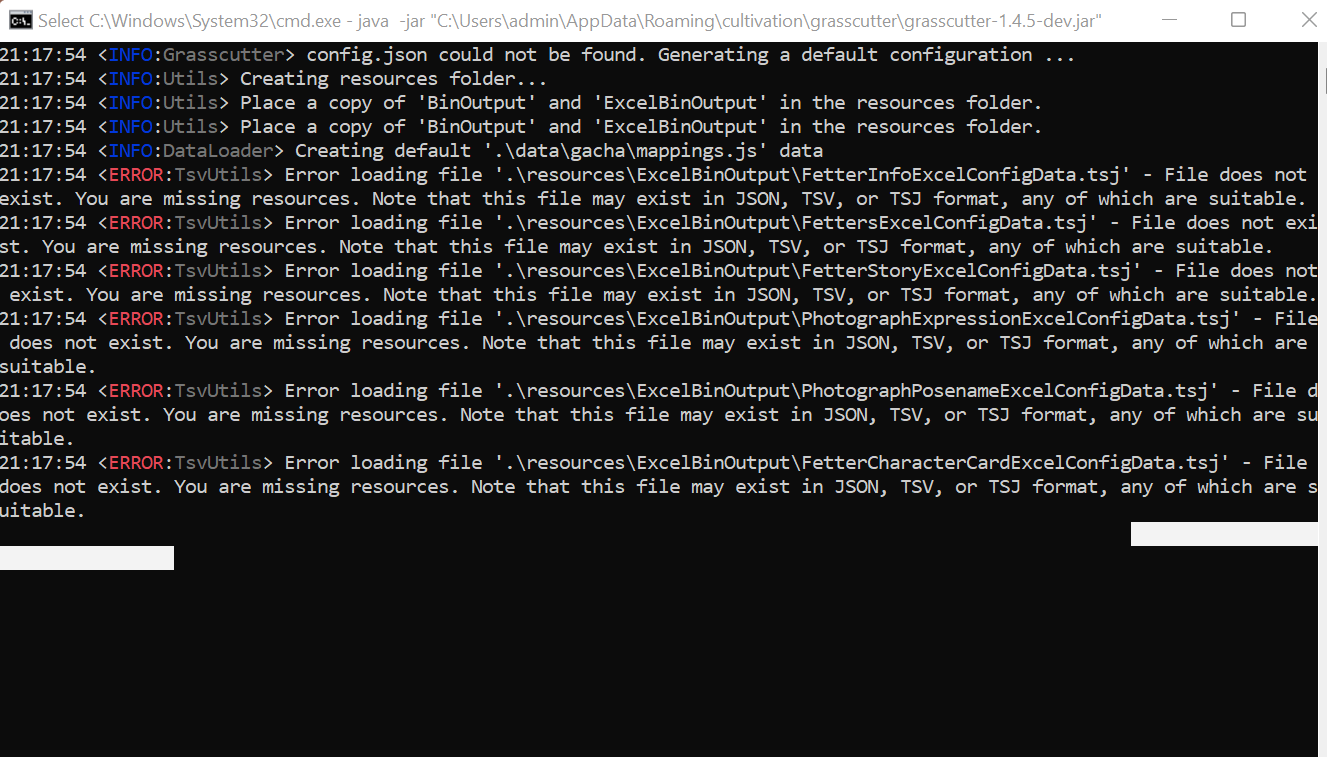 Select C:\Windows\System32\cmd.exe - java  -jar "C:\Users\admin\AppData\Roaming\cultivation\grasscutter\grasscutter-1.4.5-dev.jar"
21:17:54 <INFO:Grasscutter> config.json could not be found. Generating a default configuration ...
21:17:54 <INFO:Utils> Creating resources folder...
21:17:54 <INFO:Utils> Place a copy of 'BinOutput' and 'ExcelBinOutput' in the resources folder.
21:17:54 <INFO:Utils> Place a copy of 'BinOutput' and 'ExcelBinOutput' in the resources folder.
21:17:54 <INFO:DataLoader> Creating default '.\data\gacha\mappings.js' data
21:17:54 <ERROR:TsvUtils> Error loading file '.\resources\ExcelBinOutput\FetterInfoExcelConfigData.tsj' - File does not
exist. You are missing resources. Note that this file may exist in JSON, TSV, or TSJ format, any of which are suitable.
21:17:54 <ERROR:TsvUtils> Error loading file '.\resources\ExcelBinOutput\FettersExcelConfigData.tsj' - File does not exi
st. You are missing resources. Note that this file may exist in JSON, TSV, or TSJ format, any of which are suitable.
21:17:54 <ERROR:TsvUtils> Error loading file '.\resources\ExcelBinOutput\FetterStoryExcelConfigData.tsj' - File does not
 exist. You are missing resources. Note that this file may exist in JSON, TSV, or TSJ format, any of which are suitable.
21:17:54 <ERROR:TsvUtils> Error loading file '.\resources\ExcelBinOutput\PhotographExpressionExcelConfigData.tsj' - File
 does not exist. You are missing resources. Note that this file may exist in JSON, TSV, or TSJ format, any of which are
suitable.
21:17:54 <ERROR:TsvUtils> Error loading file '.\resources\ExcelBinOutput\PhotographPosenameExcelConfigData.tsj' - File d
oes not exist. You are missing resources. Note that this file may exist in JSON, TSV, or TSJ format, any of which are su
itable.
21:17:54 <ERROR:TsvUtils> Error loading file '.\resources\ExcelBinOutput\FetterCharacterCardExcelConfigData.tsj' - File
does not exist. You are missing resources. Note that this file may exist in JSON, TSV, or TSJ format, any of which are s
uitable.